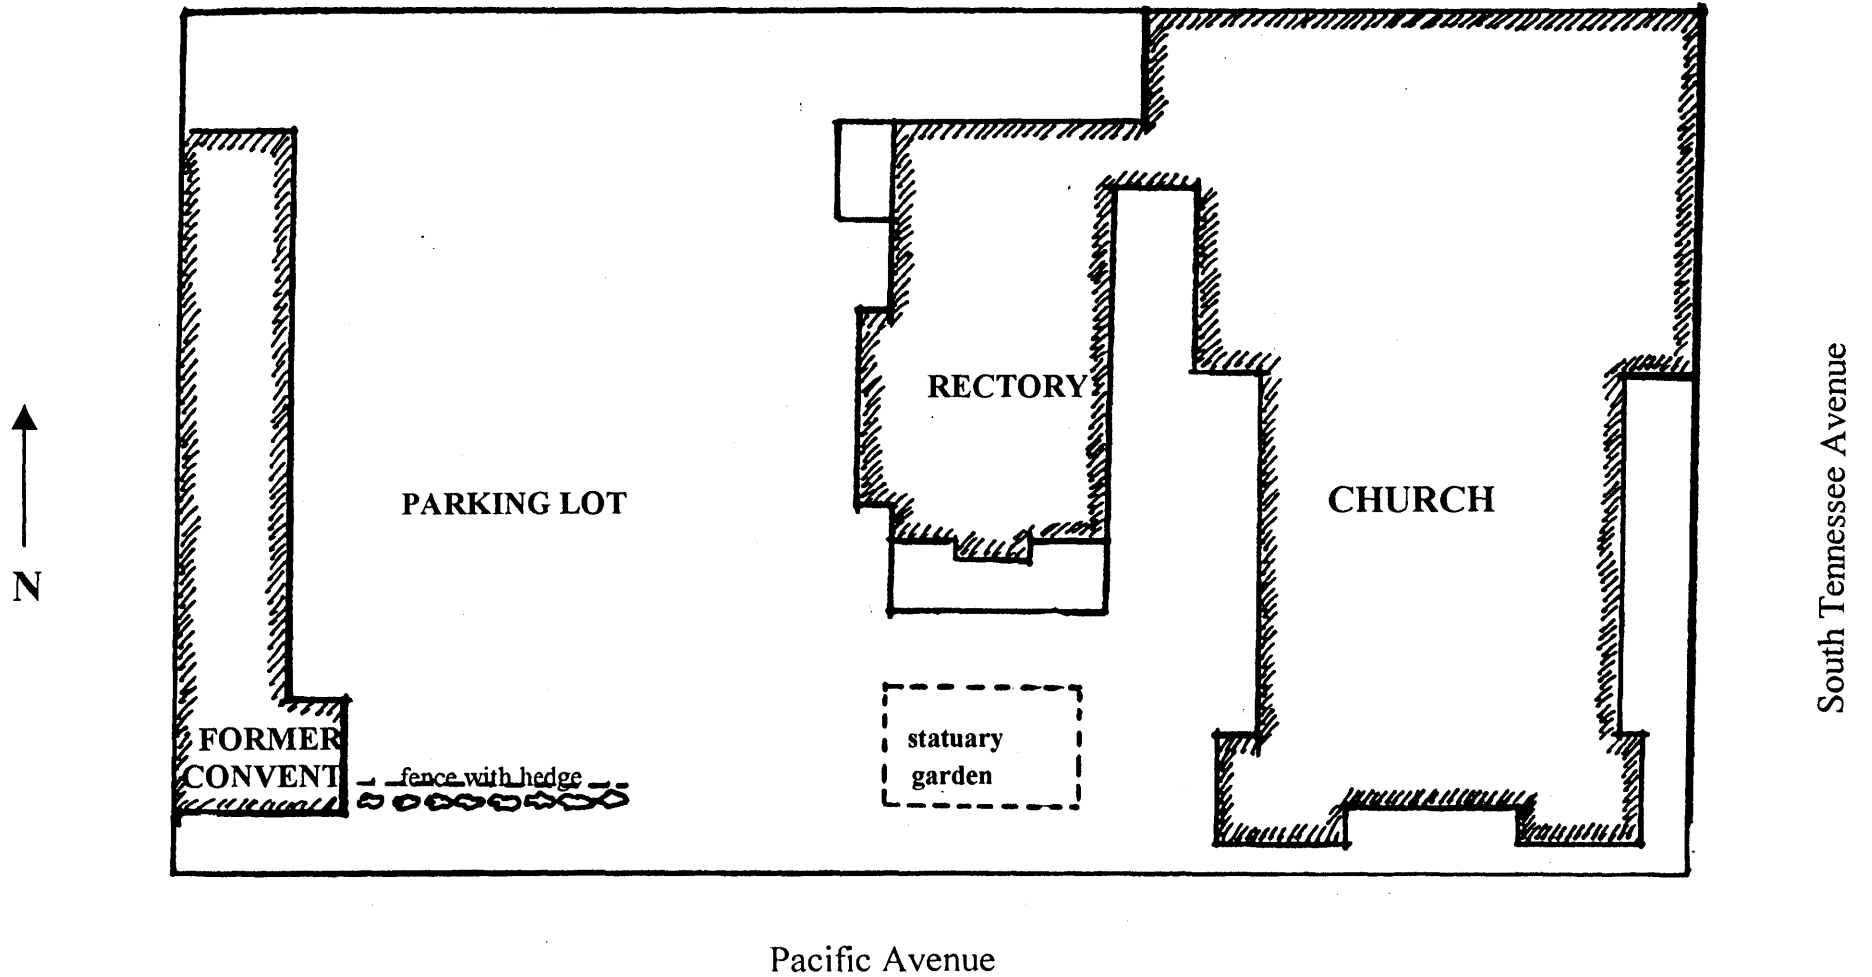 RECTORY
PARKING LOT
CHURCH
N
South Tennessee Avenue
FORMER
CONVENT
fence with hedge
statuary
garden
Pacific Avenue